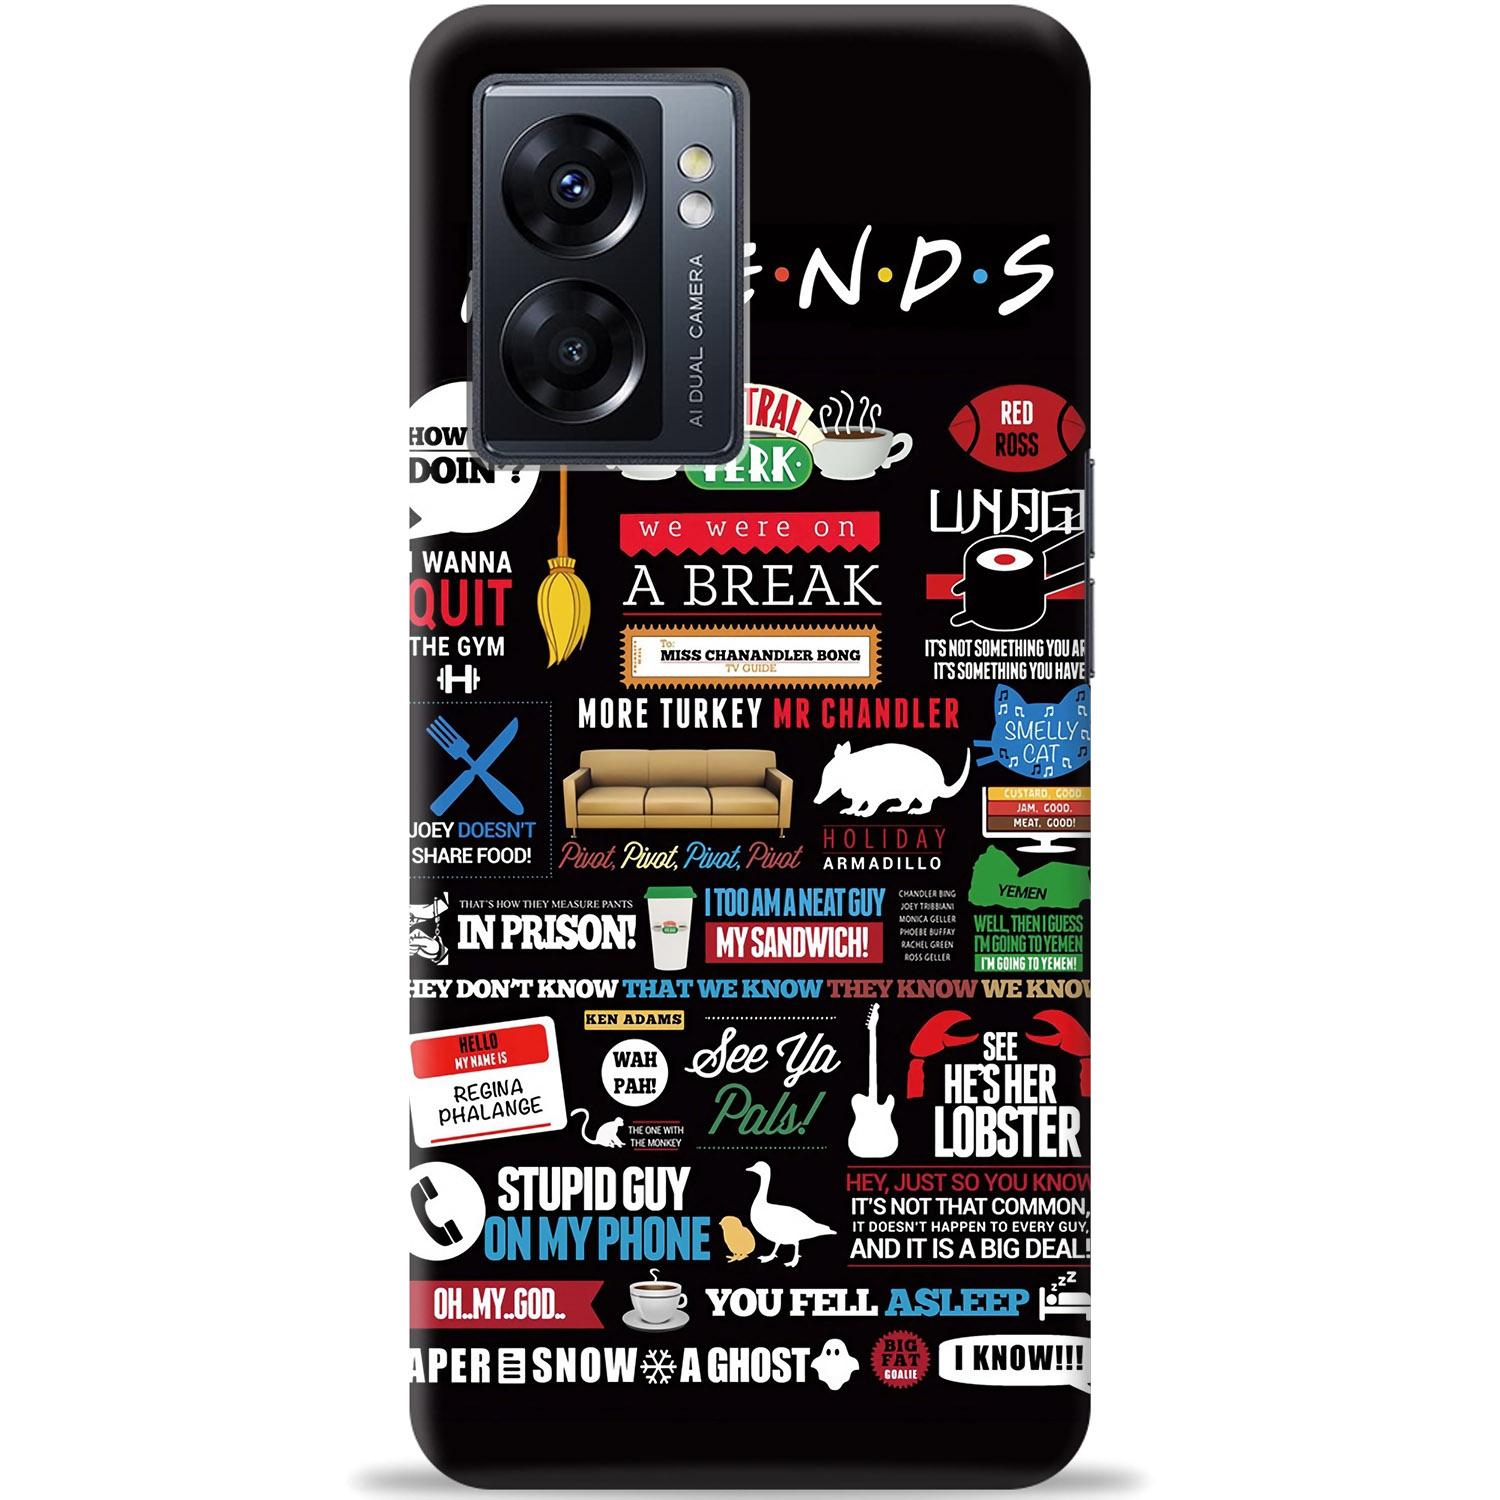 AI DUAL CAMERA
N·D·S
HOW
DOIN'?
RED
ROSS
PERK
UNAGI
we were on
A BREAK
I WANNA
QUIT
THE GYM
To:
MISS CHANANDLER BONG
TV GUIDE
IT'S NOT SOMETHING YOU AR
IT'S SOMETHING YOU HAVE
MORE TURKEY MR CHANDLER
SMELLY
CAT
CUSTARD, GOOD.
JAM, GOOD.
MEAT, GOOD!
JOEY DOESN'T
SHARE FOOD!
Pivot, Pivot, Pivot, Pivot
HOLIDAY
ARMADILLO
THAT'S HOW THEY MEASURE PANTS
IN PRISON!
I TOO AM A NEAT GUY
MY SANDWICH!
CHANDLER BING
JOEY TRIBBIANI
MONICA GELLER
PHOEBE BUFFAY
RACHEL GREEN
ROSS GELLER
YEMEN
WELL, THEN I GUESS
I'M GOING TO YEMEN
I'M GOING TO YEMEN!
HEY DON'T KNOW THAT WE KNOW THEY KNOW WE KNOW
HELLO
MY NAME IS
REGINA
PHALANGE
KEN ADAMS
WAH
PAH!
THE ONE WITH
THE MONKEY
See Ya
Pals!
SEE
HE'S HER
LOBSTER
STUPID GUY
ON MY PHONE
HEY, JUST SO YOU KNOW
IT'S NOT THAT COMMON,
IT DOESN'T HAPPEN TO EVERY GUY,
AND IT IS A BIG DEAL!
OH..MY..GOD..
YOU FELL ASLEEP
zzz
APER SNOW A GHOST
BIG
FAT
GOALIE
I KNOW!!!